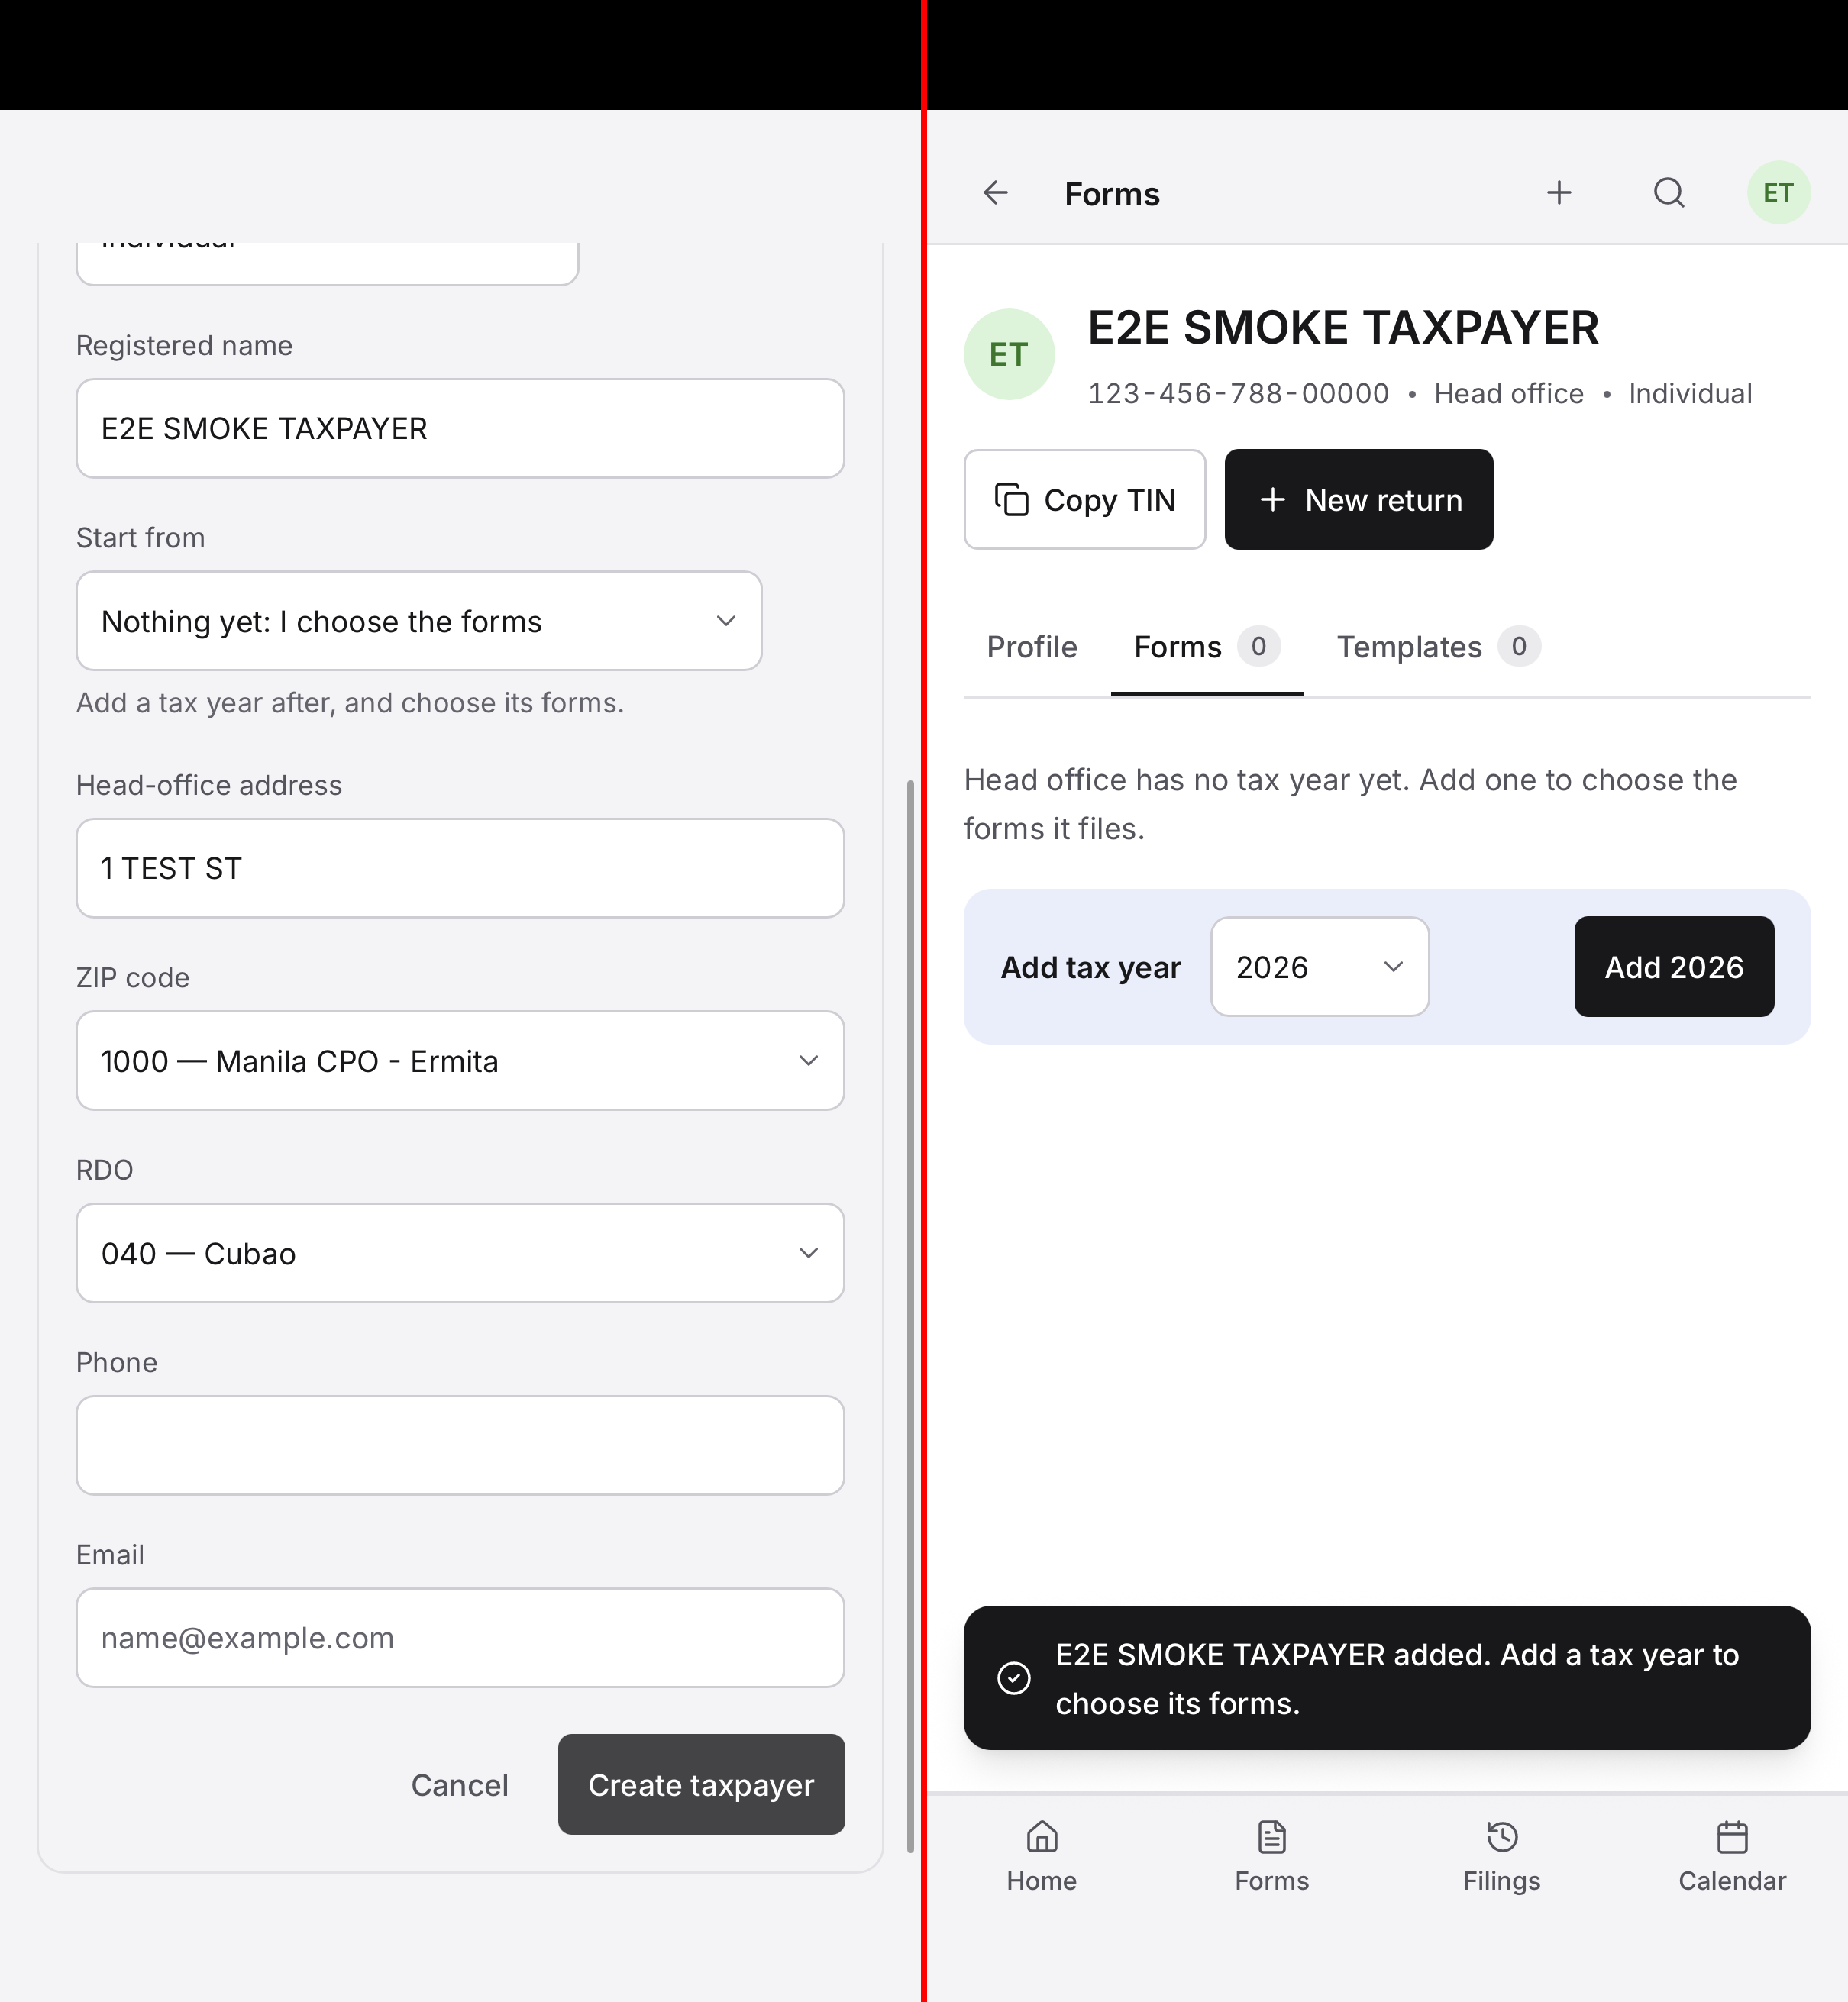 Individual
Registered name
E2E SMOKE TAXPAYER
Start from
Nothing yet: I choose the forms
Add a tax year after, and choose its forms.
Head-office address
1 TEST ST
ZIP code
1000 — Manila CPO - Ermita
RDO
040 — Cubao
Phone
Email
name@example.com
Cancel
Create taxpayer
Forms
ET
ET
E2E SMOKE TAXPAYER
123-456-788-00000 • Head office • Individual
Copy TIN
New return
Profile
Forms 0
Templates 0
Head office has no tax year yet. Add one to choose the
forms it files.
Add tax year
2026
Add 2026
E2E SMOKE TAXPAYER added. Add a tax year to
choose its forms.
Home
Forms
Filings
Calendar